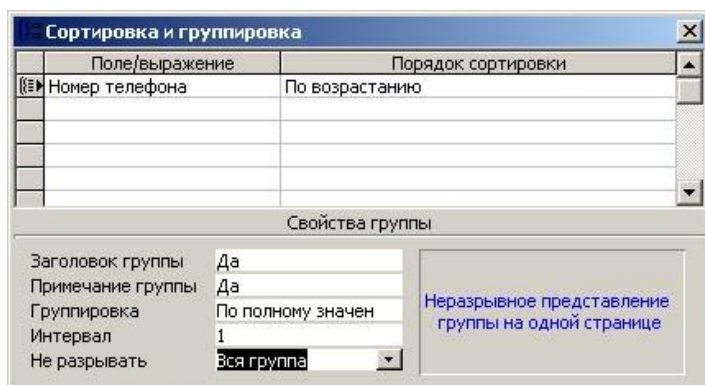 Сортировка и группировка
Поле/выражение Порядок сортировки
Номер телефона По возрастанию
Свойства группы
Заголовок группы Да
Примечание группы Да
Группировка По полному значен
Интервал 1
Не разрывать Вся группа
Неразрывное представление
группы на одной странице